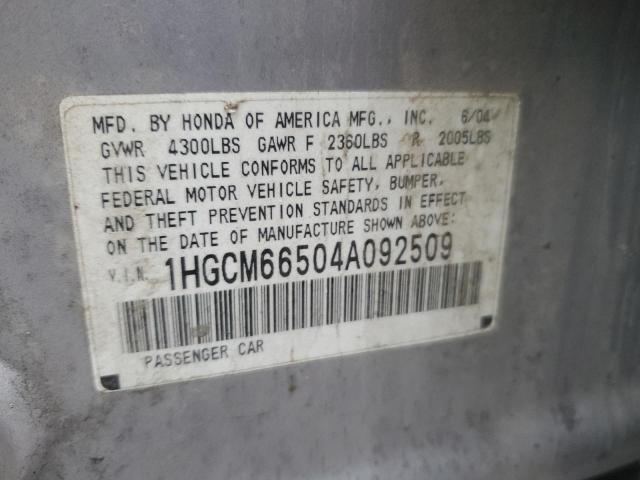 MFD. BY HONDA OF AMERICA MFG., INC. 6/04
GVWR 4300LBS GAWR F 2360LBS R 2005LBS
THIS VEHICLE CONFORMS TO ALL APPLICABLE
FEDERAL MOTOR VEHICLE SAFETY, BUMPER,
AND THEFT PREVENTION STANDARDS IN EFFECT
ON THE DATE OF MANUFACTURE SHOWN ABOVE:
V.I.N. 1HGCM66504A092509
PASSENGER CAR